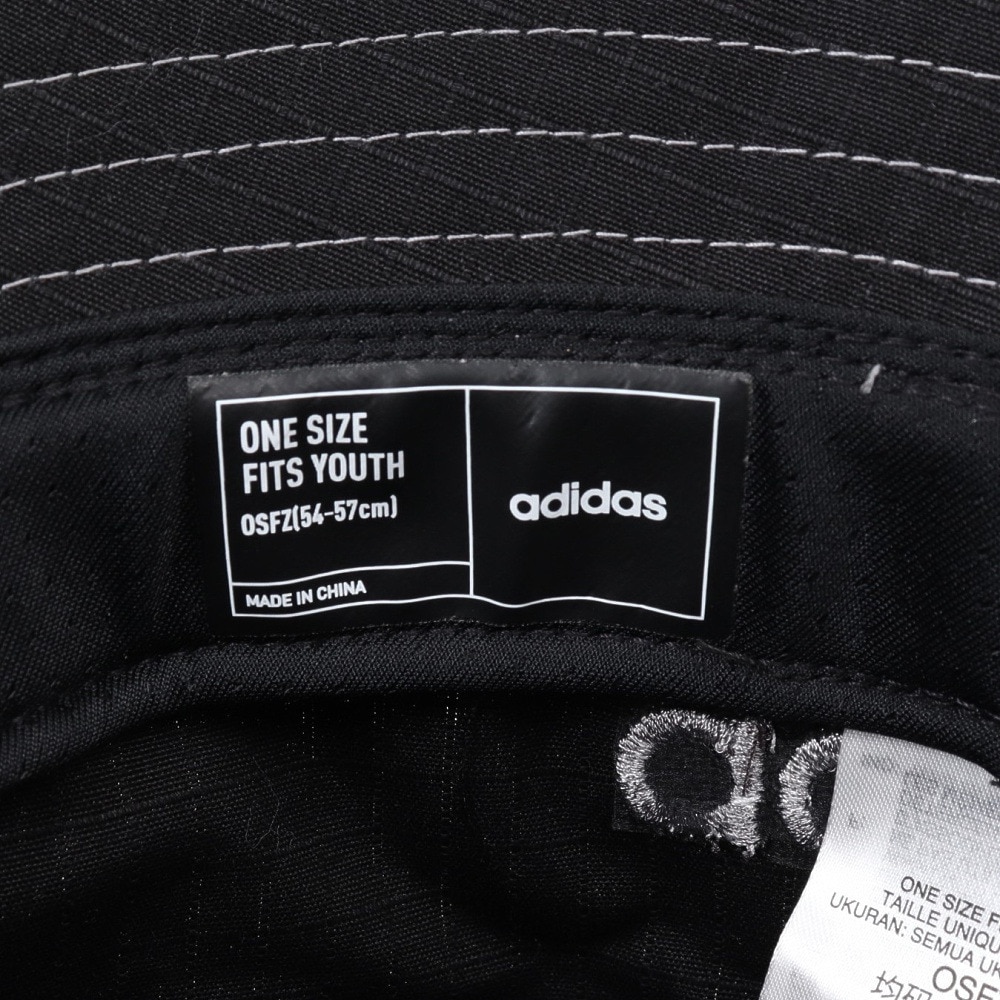 ONE SIZE
FITS YOUTH
OSFZ(54-57cm)
MADE IN CHINA
adidas
ONE SIZE
TAILLE UNIQU
UKURAN: SEMUA UK
OSF